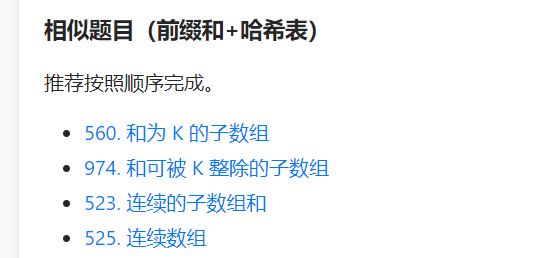 相似题目（前缀和+哈希表）
推荐按照顺序完成。
560. 和为 K 的子数组
974. 和可被 K 整除的子数组
523. 连续的子数组和
525. 连续数组